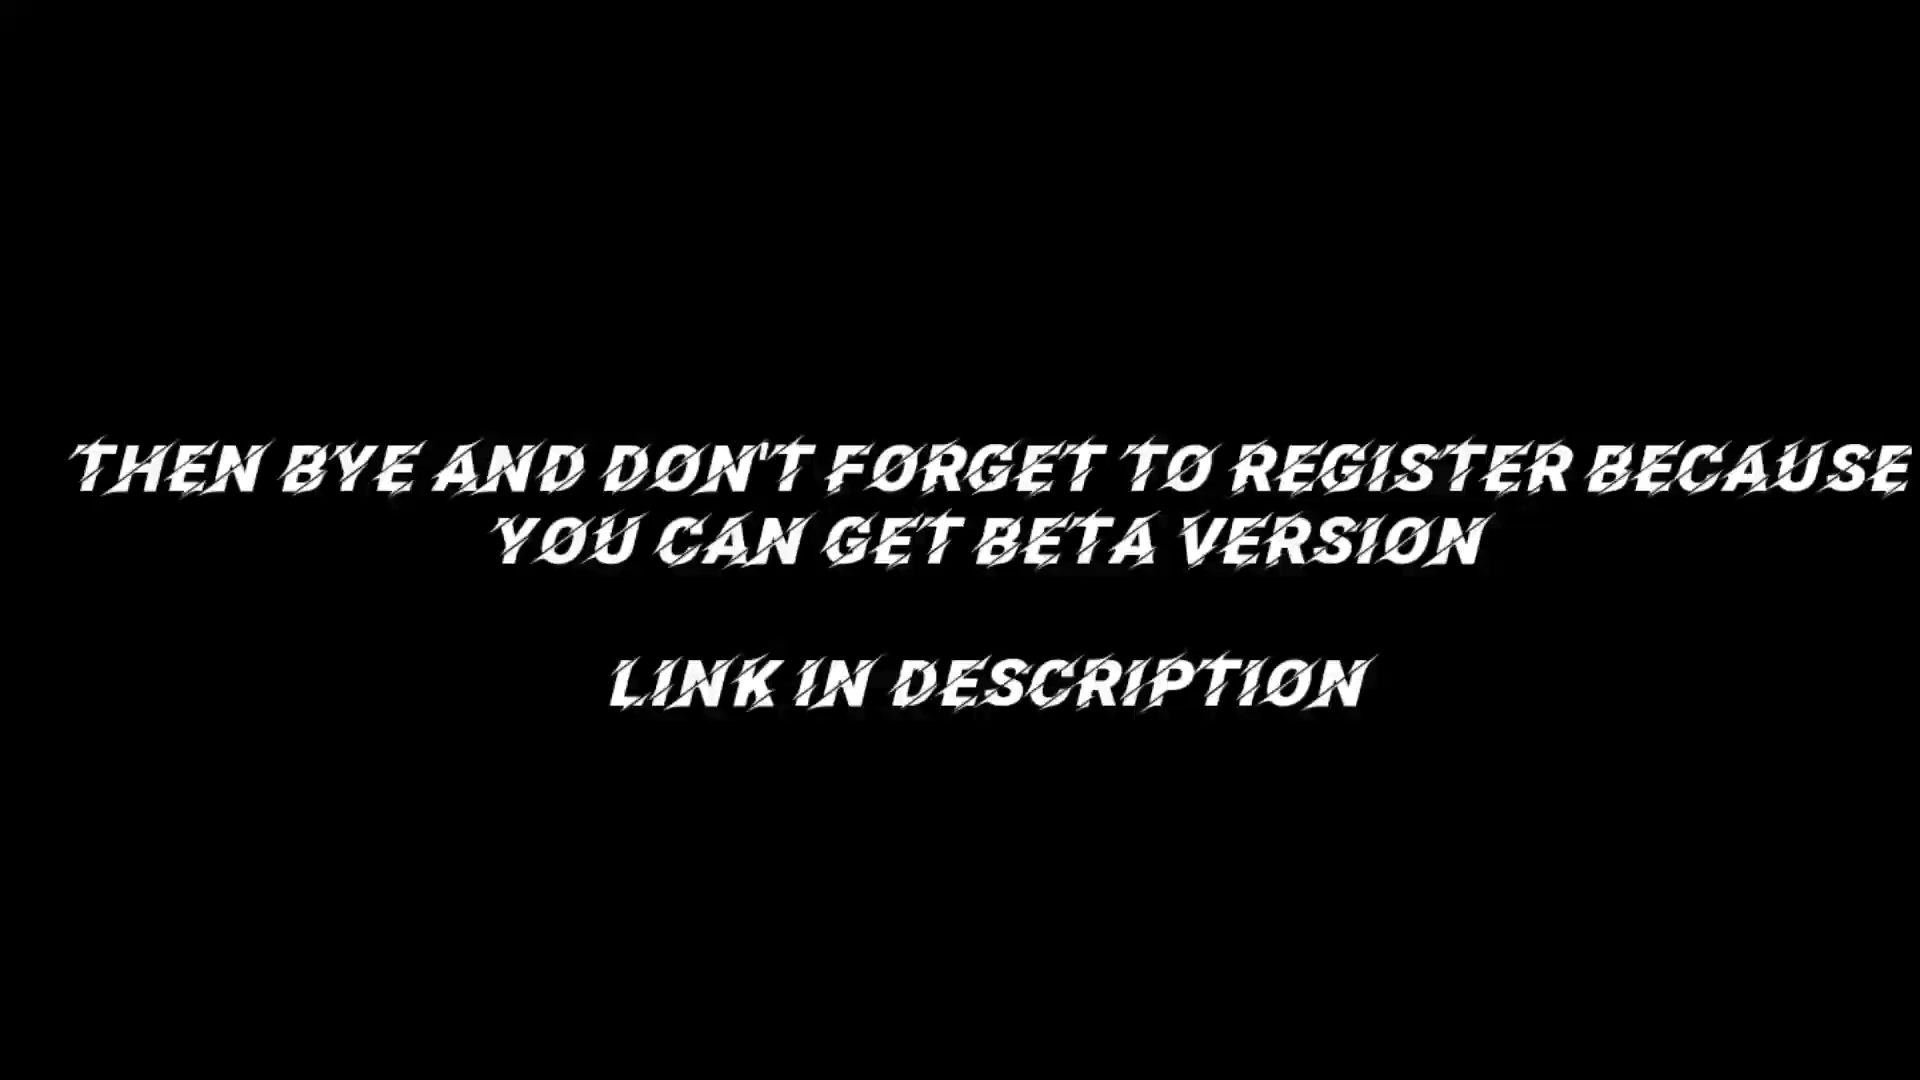 THEN BYE AND DON'T FORGET TO REGISTER BECAUSE
YOU CAN GET BETA VERSION
LINK IN DESCRIPTION